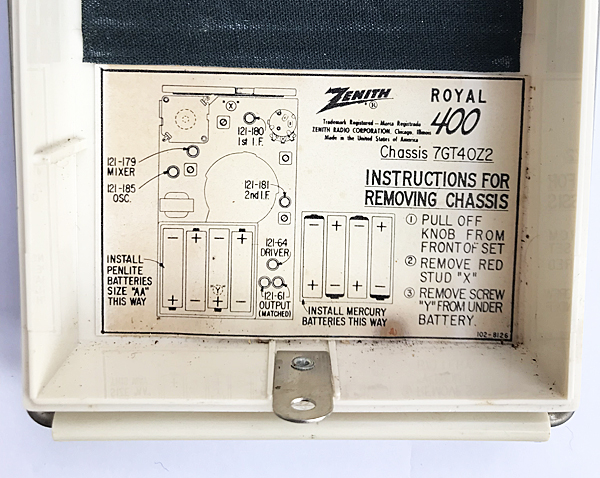 ZENITH
®
ROYAL
400
Trademark Registered - Marca Registrada
ZENITH RADIO CORPORATION, Chicago, Illinois
Made in the United States of America
Chassis 7GT40Z2
INSTRUCTIONS FOR
REMOVING CHASSIS
① PULL OFF
KNOB FROM
FRONT OF SET
② REMOVE RED
STUD "X"
③ REMOVE SCREW
"Y" FROM UNDER
BATTERY.
102-8126
"X"
121-180
1st I.F.
121-179
MIXER
121-185
OSC.
121-181
2nd I.F.
121-64
DRIVER
121-61
OUTPUT
(MATCHED)
INSTALL
PENLITE
BATTERIES
SIZE "AA"
THIS WAY
- + - +
+ - "Y" + -
+ - + -
- + - +
INSTALL MERCURY
BATTERIES THIS WAY